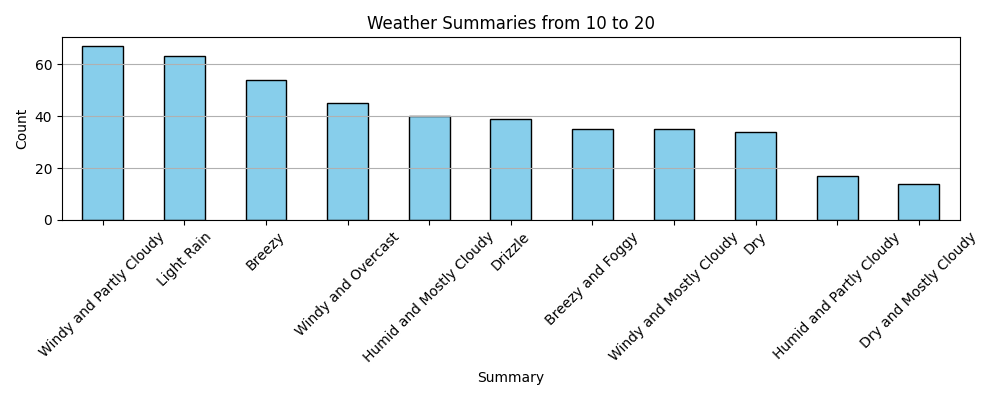 Weather Summaries from 10 to 20
Count
60
40
20
0
Windy and Partly Cloudy
Light Rain
Breezy
Windy and Overcast
Humid and Mostly Cloudy
Drizzle
Breezy and Foggy
Windy and Mostly Cloudy
Dry
Humid and Partly Cloudy
Dry and Mostly Cloudy
Summary